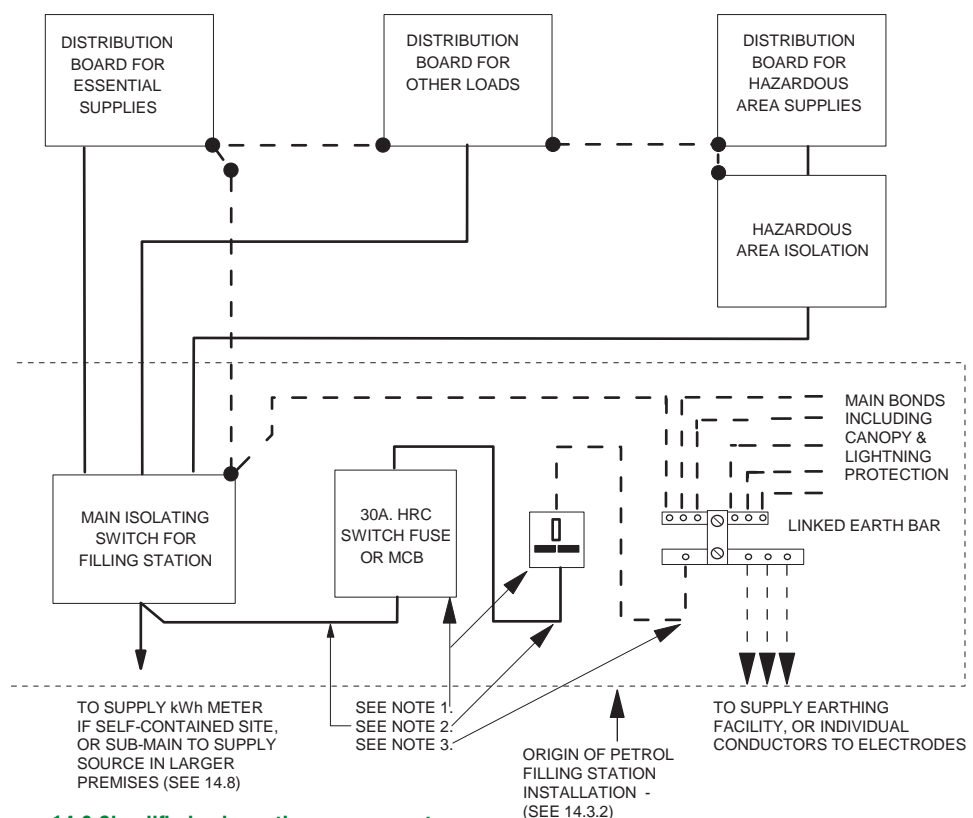 DISTRIBUTION
BOARD FOR
ESSENTIAL
SUPPLIES
DISTRIBUTION
BOARD FOR
OTHER LOADS
DISTRIBUTION
BOARD FOR
HAZARDOUS
AREA SUPPLIES
HAZARDOUS
AREA ISOLATION
MAIN BONDS
INCLUDING
CANOPY &
LIGHTNING
PROTECTION
MAIN ISOLATING
SWITCH FOR
FILLING STATION
30A. HRC
SWITCH FUSE
OR MCB
LINKED EARTH BAR
TO SUPPLY kWh METER
IF SELF-CONTAINED SITE,
OR SUB-MAIN TO SUPPLY
SOURCE IN LARGER
PREMISES (SEE 14.8)
SEE NOTE 1.
SEE NOTE 2.
SEE NOTE 3.
ORIGIN OF PETROL
FILLING STATION
INSTALLATION -
(SEE 14.3.2)
TO SUPPLY EARTHING
FACILITY, OR INDIVIDUAL
CONDUCTORS TO ELECTRODES